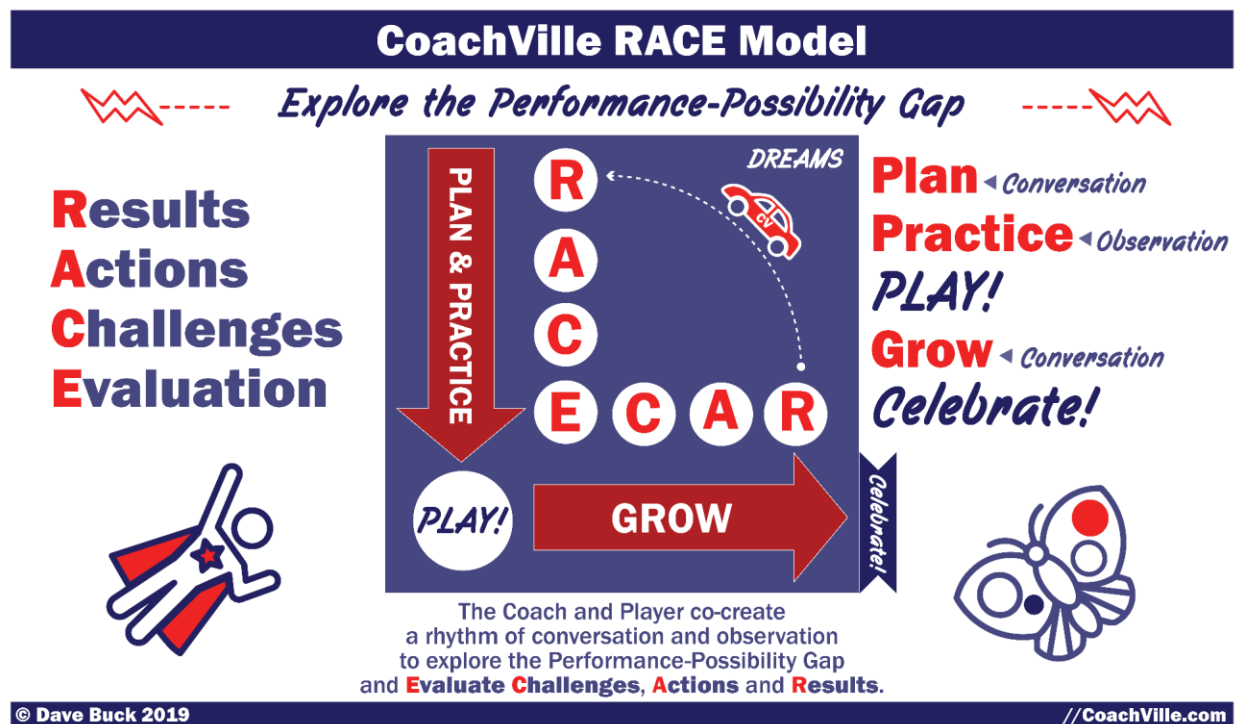 CoachVille RACE Model
Explore the Performance-Possibility Gap
Results
Actions
Challenges
Evaluation
PLAN & PRACTICE
R
A
C
E C A R
DREAMS
CV
PLAY!
GROW
Celebrate!
Plan Conversation
Practice Observation
PLAY!
Grow Conversation
Celebrate!
The Coach and Player co-create
a rhythm of conversation and observation
to explore the Performance-Possibility Gap
and Evaluate Challenges, Actions and Results.
© Dave Buck 2019
//CoachVille.com